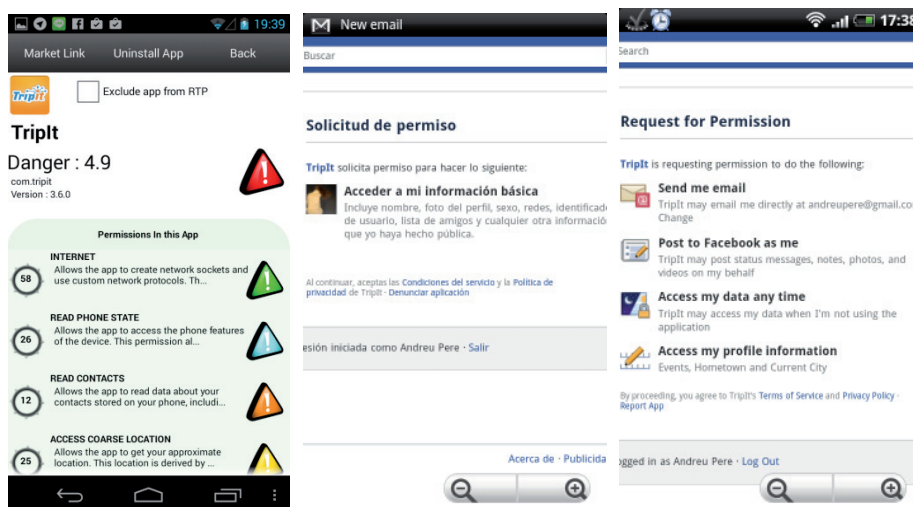 19:39
Market Link Uninstall App Back
TripIt
Exclude app from RTP
TripIt
Danger : 4.9
com.tripit
Version : 3.6.0
Permissions In this App
INTERNET
58
Allows the app to create network sockets and
use custom network protocols. Th...
READ PHONE STATE
26
Allows the app to access the phone features
of the device. This permission al...
READ CONTACTS
12
Allows the app to read data about your
contacts stored on your phone, includi...
ACCESS COARSE LOCATION
25
Allows the app to get your approximate
location. This location is derived by ...
New email
Buscar
Solicitud de permiso
TripIt solicita permiso para hacer lo siguiente:
Acceder a mi información básica
Incluye nombre, foto del perfil, sexo, redes, identificado
de usuario, lista de amigos y cualquier otra informació
que yo haya hecho pública.
Al continuar, aceptas las Condiciones del servicio y la Política de
privacidad de TripIt · Denunciar aplicación
esión iniciada como Andreu Pere · Salir
Acerca de · Publicida
17:38
Search
Request for Permission
TripIt is requesting permission to do the following:
Send me email
TripIt may email me directly at andreupere@gmail.co
Change
Post to Facebook as me
TripIt may post status messages, notes, photos, and
videos on my behalf
Access my data any time
TripIt may access my data when I'm not using the
application
Access my profile information
Events, Hometown and Current City
By proceeding, you agree to TripIt's Terms of Service and Privacy Policy ·
Report App
ogged in as Andreu Pere · Log Out